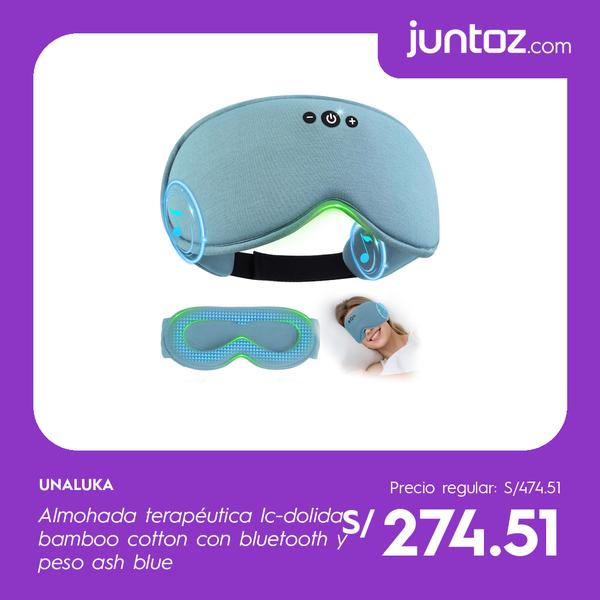 juntoz.com
UNALUKA
Almohada terapéutica lc-dolida
bamboo cotton con bluetooth y
peso ash blue
Precio regular: S/474.51
S/ 274.51